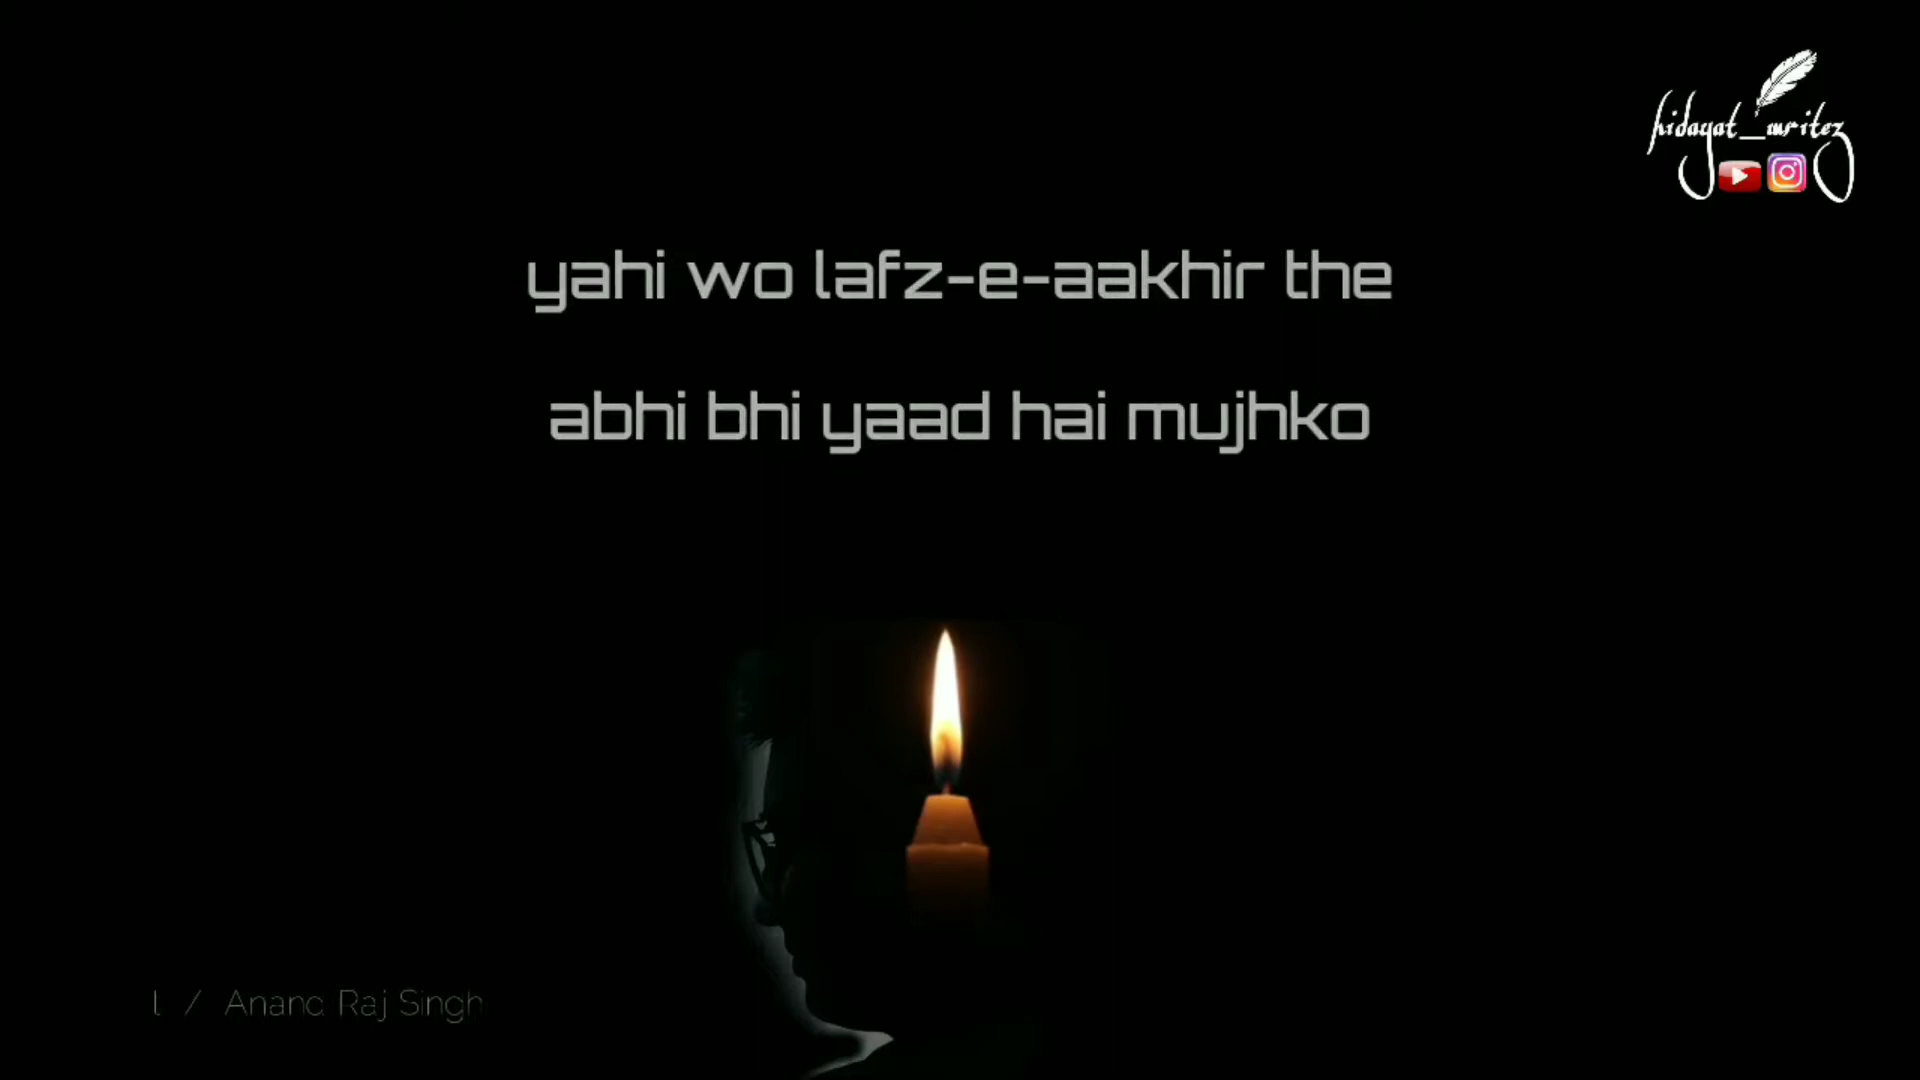 hidayat_writez
yahi wo lafz-e-aakhir the
abhi bhi yaad hai mujhko
l / Anand Raj Singh